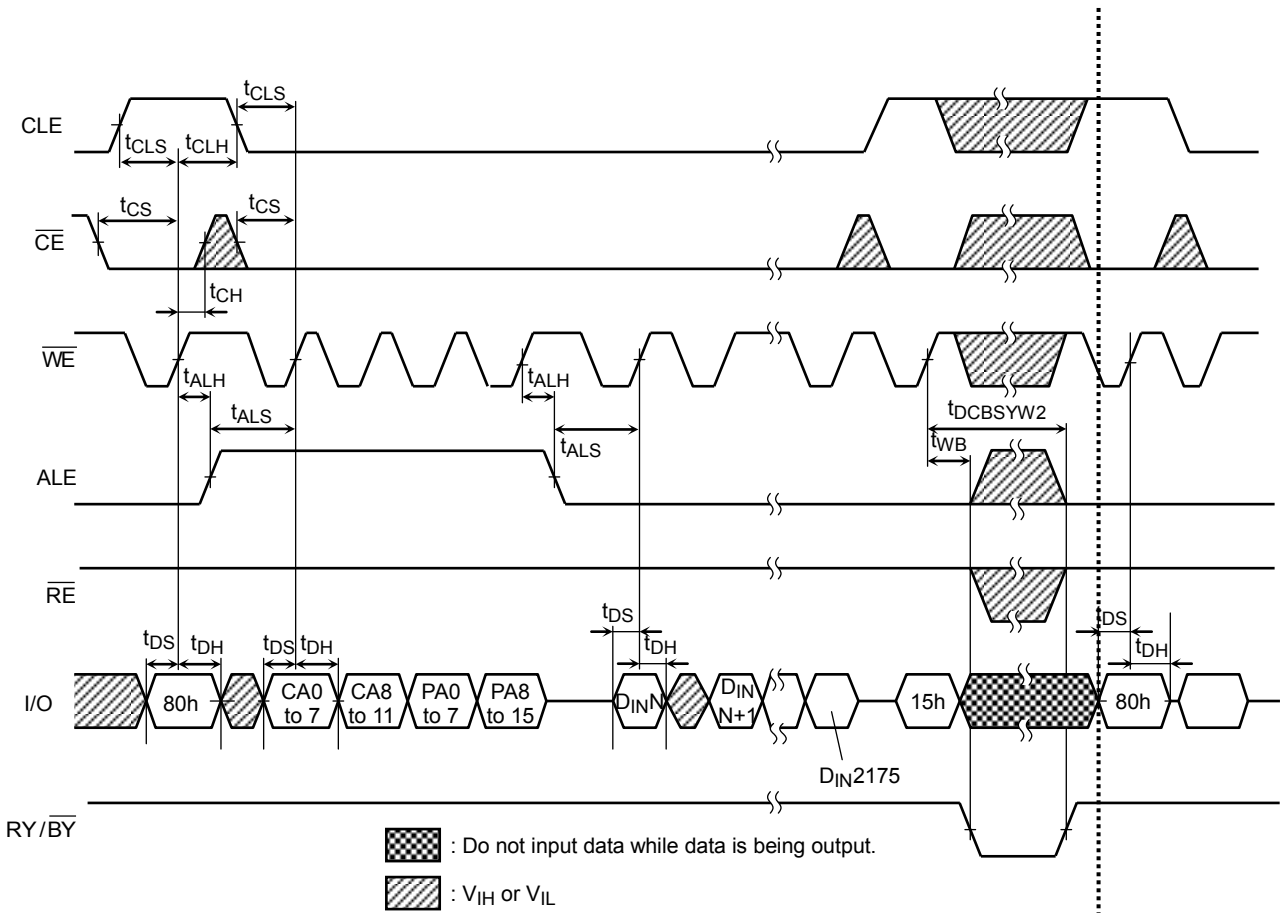 CLE
tCLS
tCLS
tCLH
CE
tCS
tCS
tCH
WE
tALH
tALS
tALH
tALS
tDCBSYW2
tWB
ALE
RE
I/O
tDS
tDH
tDS
tDH
tDS
tDH
DS
tDH
80h
CA0
to 7
CA8
to 11
PA0
to 7
PA8
to 15
DINN
DIN
N+1
DIN2175
15h
80h
RY/BY
: Do not input data while data is being output.
: VIH or VIL